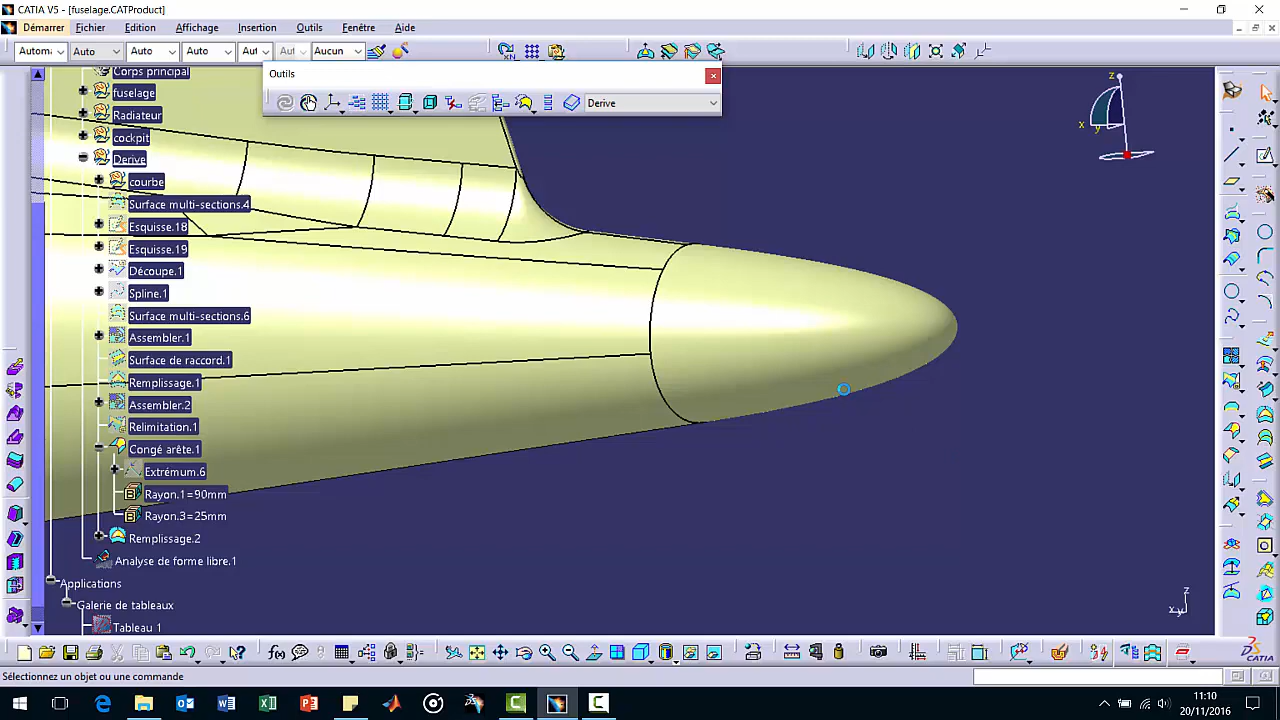 CATIA V5 - [fuselage.CATProduct]
Démarrer Fichier Edition Affichage Insertion Outils Fenêtre Aide
Automa Auto Auto Auto Aut Aut Aucun
Outils
Derive
Corps principal
fuselage
Radiateur
cockpit
Derive
courbe
Surface multi-sections.4
Esquisse.18
Esquisse.19
Découpe.1
Spline.1
Surface multi-sections.6
Assembler.1
Surface de raccord.1
Remplissage.1
Assembler.2
Relimitation.1
Congé arête.1
Extrémum.6
Rayon.1=90mm
Rayon.3=25mm
Remplissage.2
Analyse de forme libre.1
Applications
Galerie de tableaux
Tableau 1
z
x
y
z
x y
f(x)
CATIA
Sélectionnez un objet ou une commande
11:10
20/11/2016